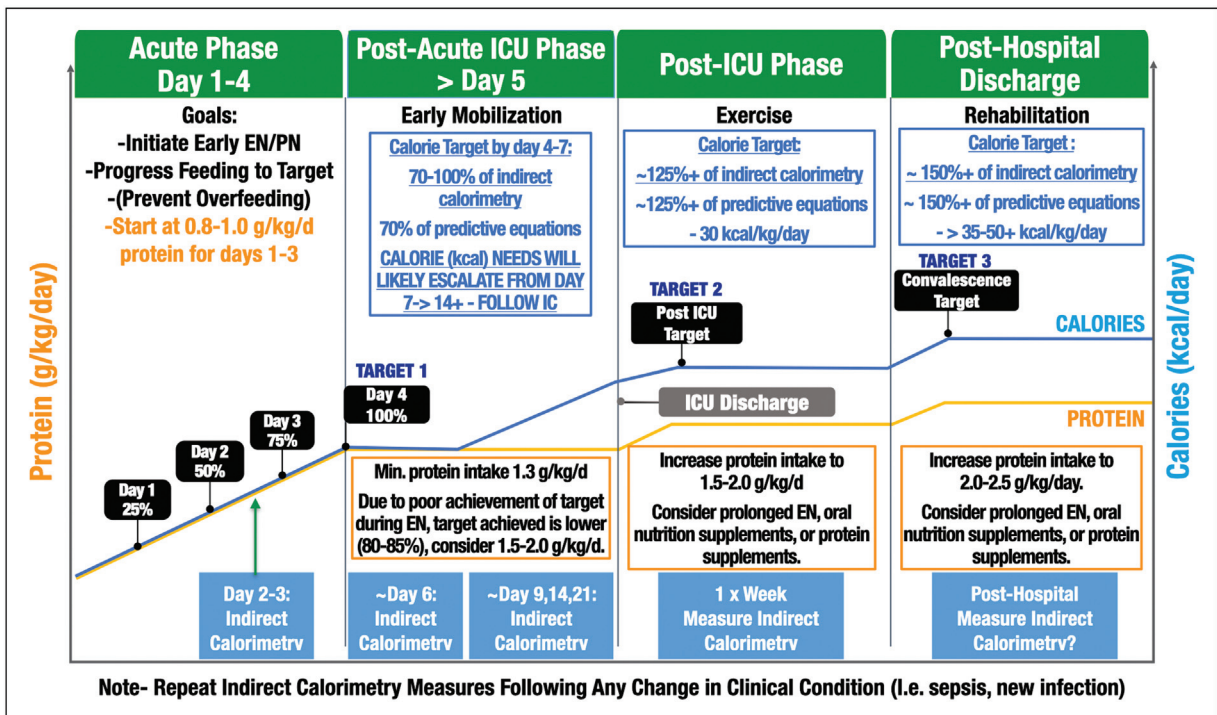 Acute Phase
Day 1-4
Post-Acute ICU Phase
> Day 5
Post-ICU Phase
Post-Hospital
Discharge
Goals:
-Initiate Early EN/PN
-Progress Feeding to Target
-(Prevent Overfeeding)
-Start at 0.8-1.0 g/kg/d
protein for days 1-3
Early Mobilization
Calorie Target by day 4-7:
70-100% of indirect
calorimetry
70% of predictive equations
CALORIE (kcal) NEEDS WILL
LIKELY ESCALATE FROM DAY
7-> 14+ - FOLLOW IC
Exercise
Calorie Target:
~125%+ of indirect calorimetry
~125%+ of predictive equations
- 30 kcal/kg/day
Rehabilitation
Calorie Target :
~ 150%+ of indirect calorimetry
~ 150%+ of predictive equations
- > 35-50+ kcal/kg/day
Protein (g/kg/day)
Calories (kcal/day)
Day 1
25%
Day 2
50%
Day 3
75%
TARGET 1
Day 4
100%
TARGET 2
Post ICU
Target
TARGET 3
Convalescence
Target
CALORIES
ICU Discharge
PROTEIN
Min. protein intake 1.3 g/kg/d
Due to poor achievement of target
during EN, target achieved is lower
(80-85%), consider 1.5-2.0 g/kg/d.
Increase protein intake to
1.5-2.0 g/kg/d
Consider prolonged EN, oral
nutrition supplements, or protein
supplements.
Increase protein intake to
2.0-2.5 g/kg/day.
Consider prolonged EN, oral
nutrition supplements, or protein
supplements.
Day 2-3:
Indirect
Calorimetry
~Day 6:
Indirect
Calorimetry
~Day 9,14,21:
Indirect
Calorimetry
1 x Week
Measure Indirect
Calorimetry
Post-Hospital
Measure Indirect
Calorimetry?
Note- Repeat Indirect Calorimetry Measures Following Any Change in Clinical Condition (I.e. sepsis, new infection)